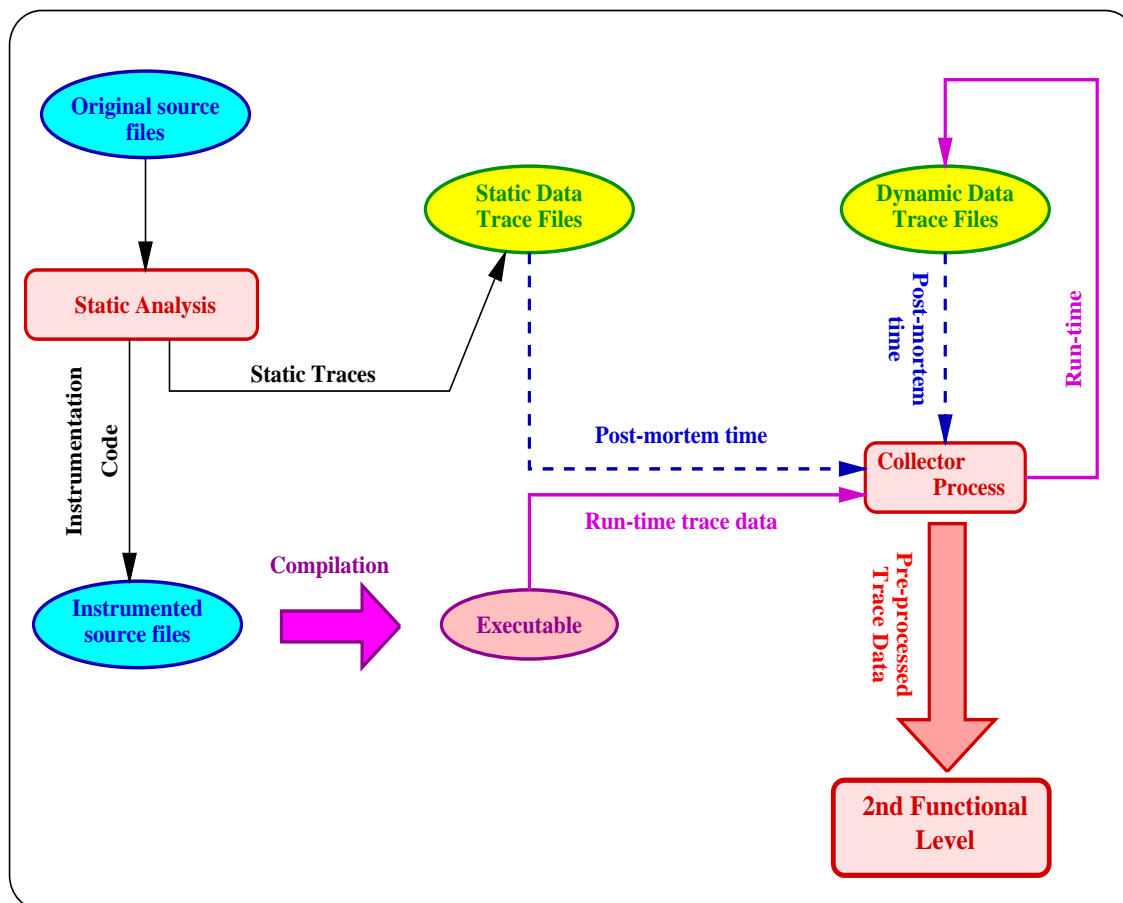 Original source
files
Static Data
Trace Files
Dynamic Data
Trace Files
Static Analysis
Static Traces
Instrumentation
Code
Post-mortem
time
Run-time
Post-mortem time
Collector
Process
Run-time trace data
Compilation
Instrumented
source files
Executable
Pre-processed
Trace Data
2nd Functional
Level